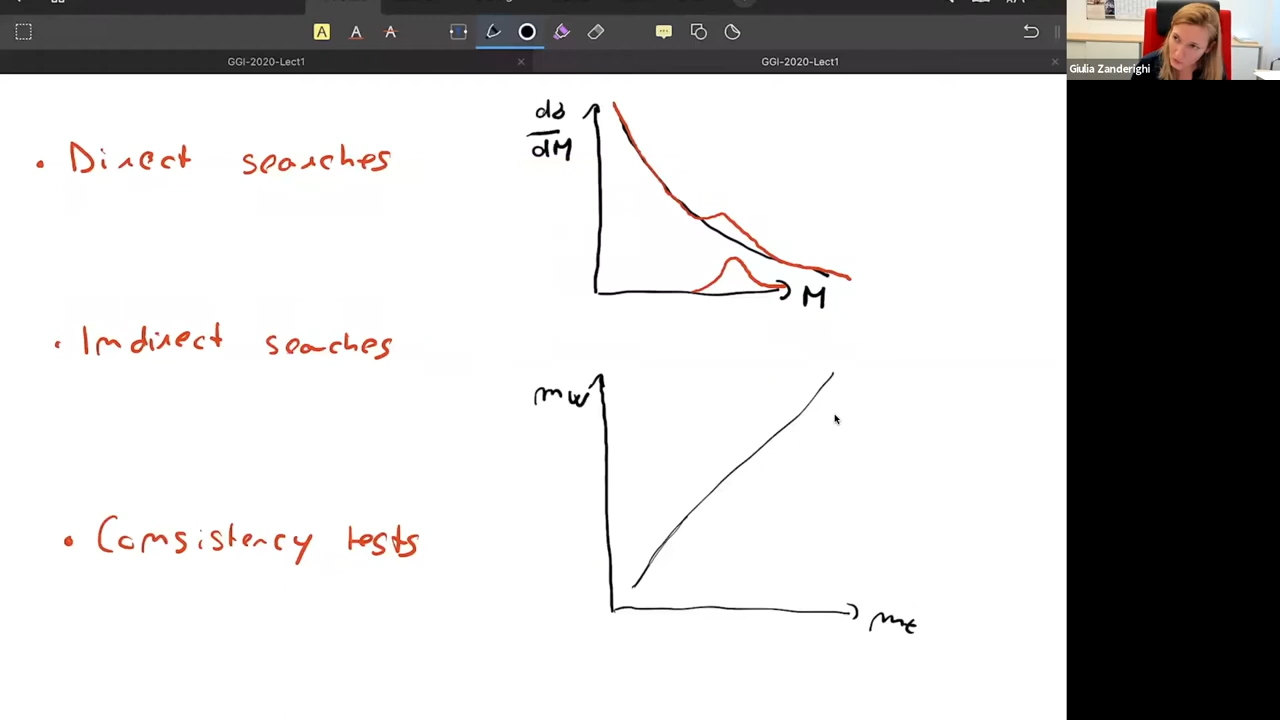 GGI-2020-Lect1
GGI-2020-Lect1
Giulia Zanderighi
• Direct searches
dσ
dM
M
• Indirect searches
mW
mt
• Consistency tests